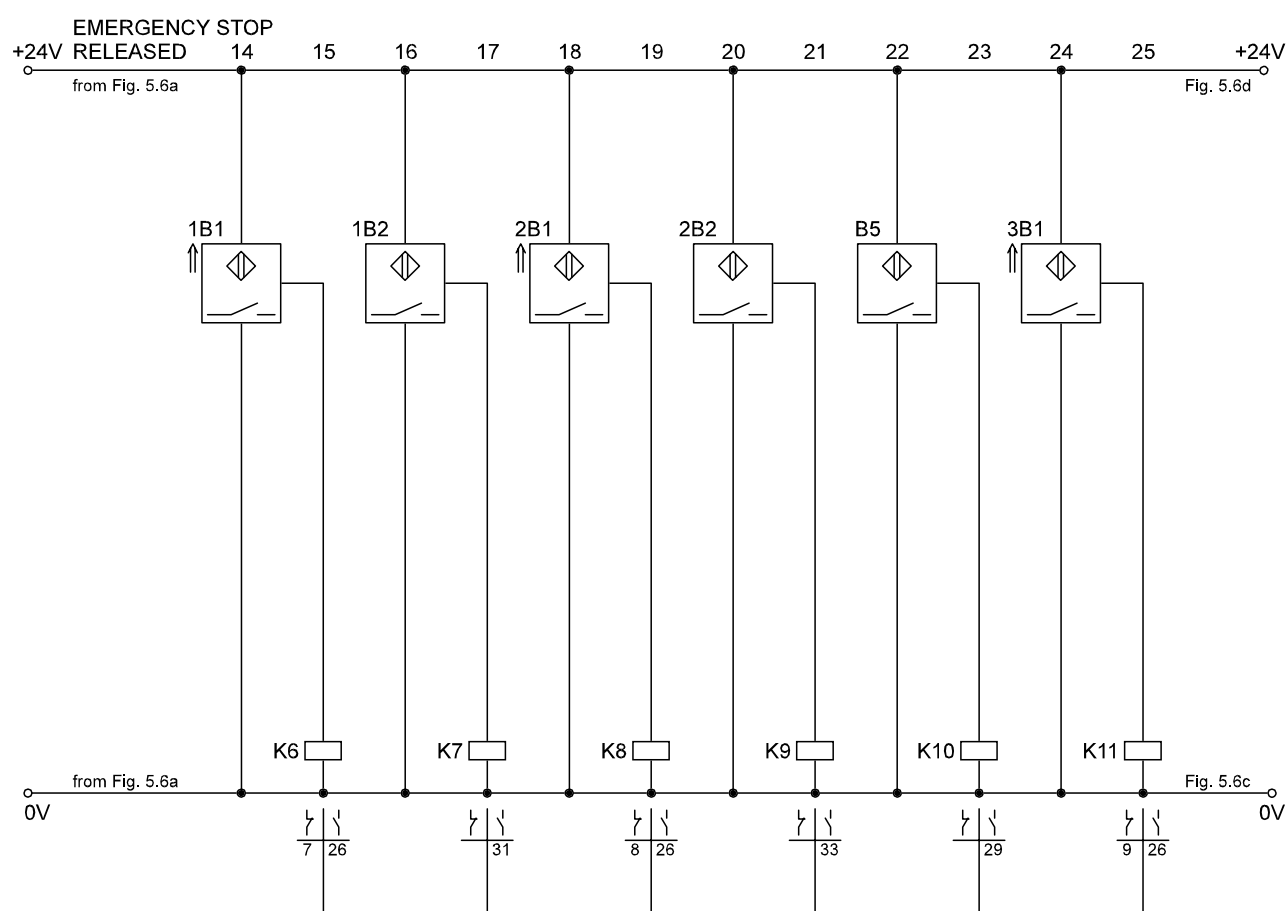 EMERGENCY STOP
+24V RELEASED 14 15 16 17 18 19 20 21 22 23 24 25 +24V
from Fig. 5.6a Fig. 5.6d
1B1 1B2 2B1 2B2 B5 3B1
K6 K7 K8 K9 K10 K11
from Fig. 5.6a Fig. 5.6c
0V 0V
7 26 31 8 26 33 29 9 26